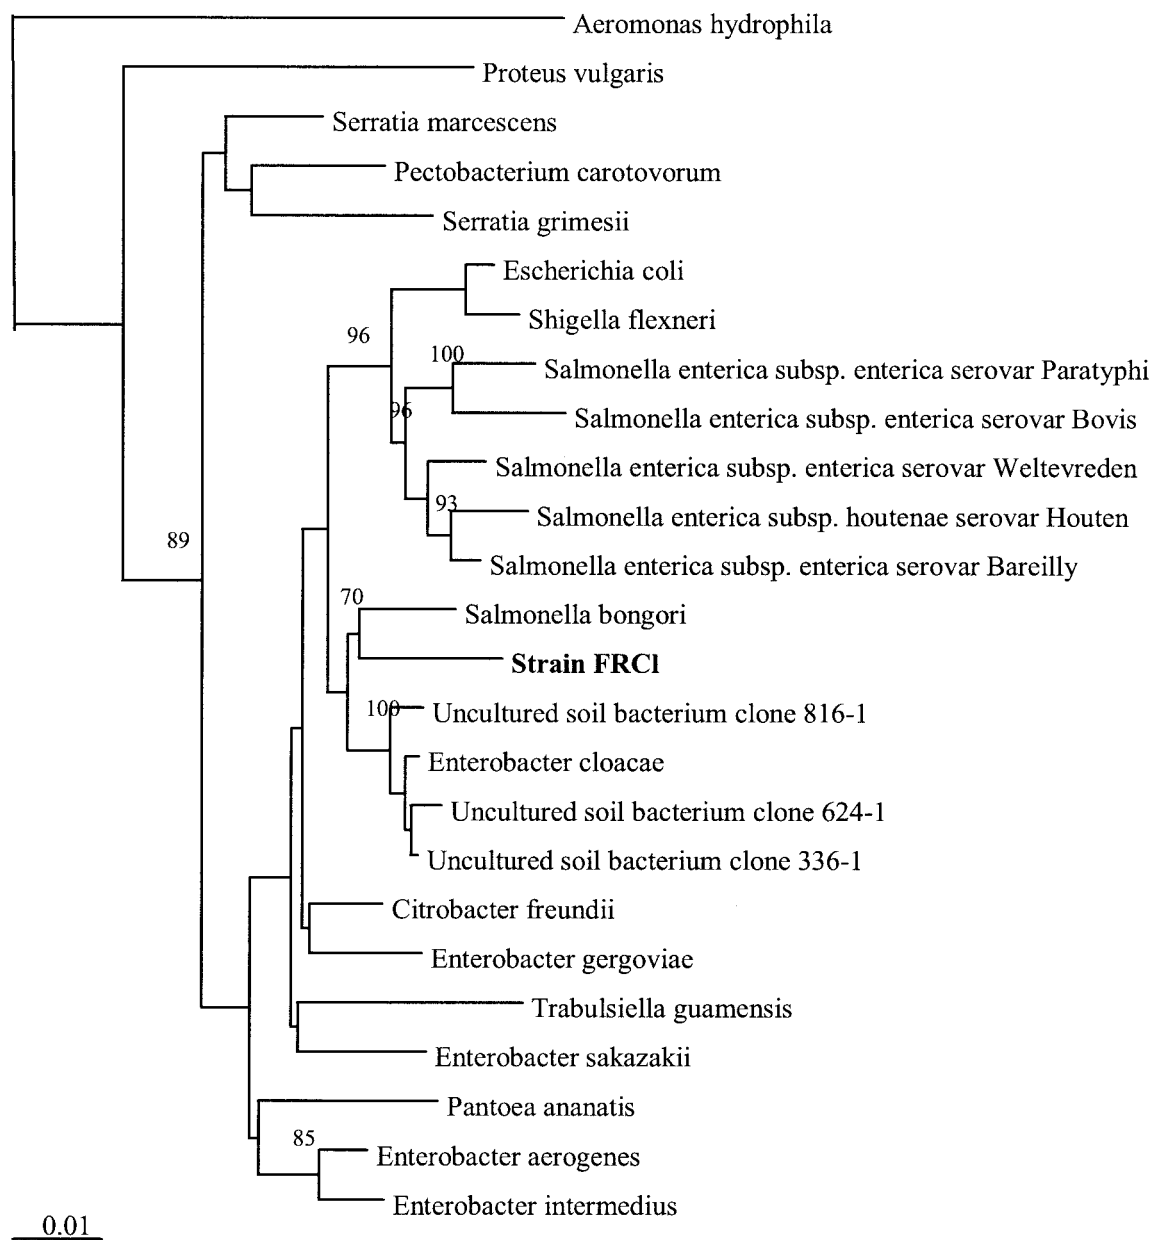 Aeromonas hydrophila
Proteus vulgaris
Serratia marcescens
Pectobacterium carotovorum
Serratia grimesii
Escherichia coli
Shigella flexneri
96
100
Salmonella enterica subsp. enterica serovar Paratyphi
96
Salmonella enterica subsp. enterica serovar Bovis
Salmonella enterica subsp. enterica serovar Weltevreden
93
Salmonella enterica subsp. houtenae serovar Houten
89
Salmonella enterica subsp. enterica serovar Bareilly
70
Salmonella bongori
Strain FRCl
100
Uncultured soil bacterium clone 816-1
Enterobacter cloacae
Uncultured soil bacterium clone 624-1
Uncultured soil bacterium clone 336-1
Citrobacter freundii
Enterobacter gergoviae
Trabulsiella guamensis
Enterobacter sakazakii
Pantoea ananatis
85
Enterobacter aerogenes
Enterobacter intermedius
0.01